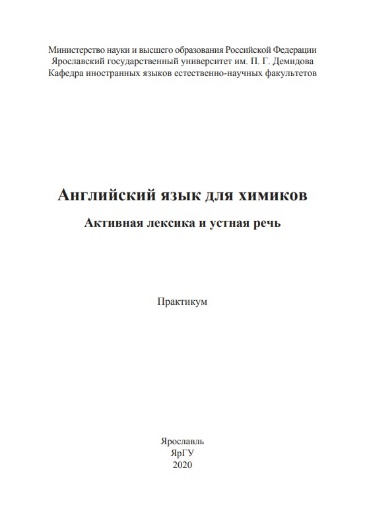 Министерство науки и высшего образования Российской Федерации
Ярославский государственный университет им. П. Г. Демидова
Кафедра иностранных языков естественно-научных факультетов
Английский язык для химиков
Активная лексика и устная речь
Практикум
Ярославль
ЯрГУ
2020